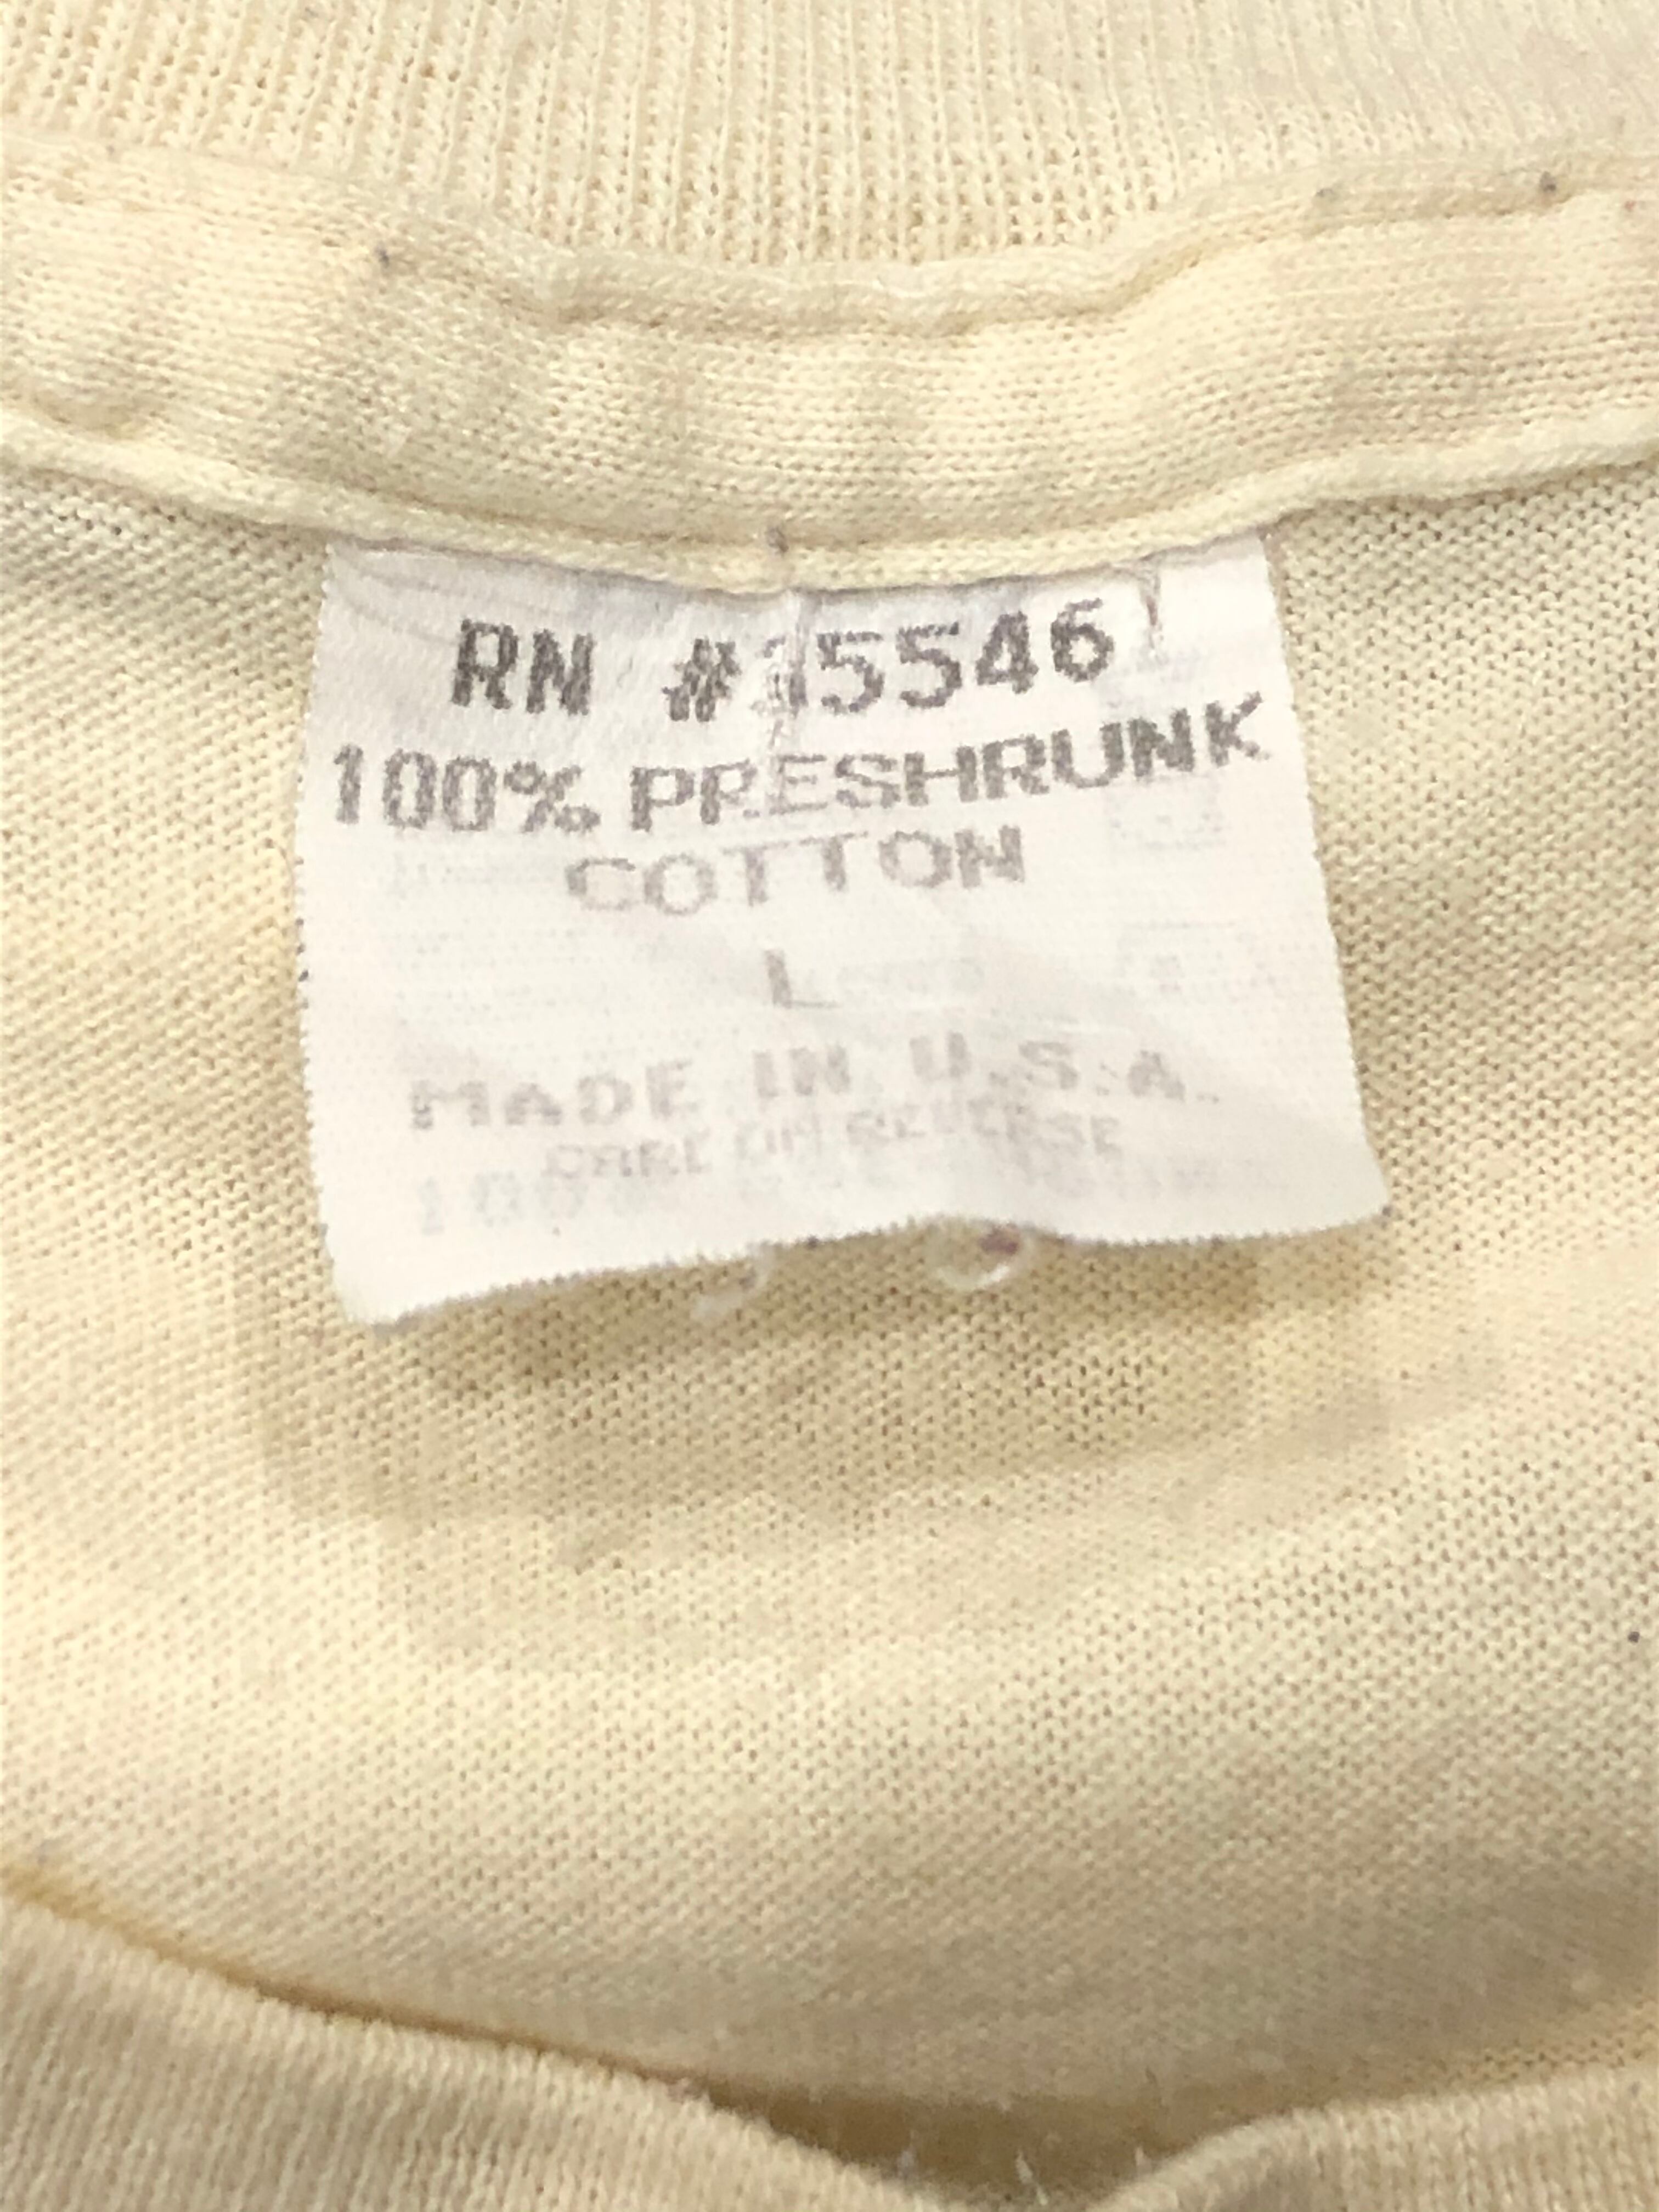 RN #15546
100% PRESHRUNK
COTTON
L
MADE IN U.S.A.
CARE ON REVERSE